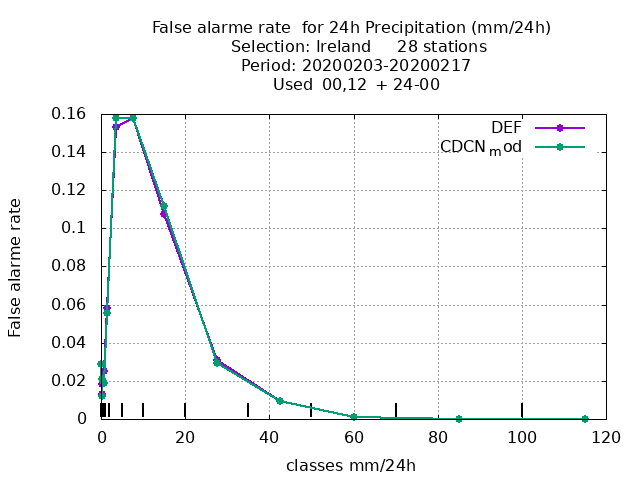 False alarme rate  for 24h Precipitation (mm/24h)
Selection: Ireland     28 stations
Period: 20200203-20200217
Used  00,12  + 24-00
DEF
CDCNmod
0.16
0.14
0.12
0.1
0.08
0.06
0.04
0.02
0
False alarme rate
0 20 40 60 80 100 120
classes mm/24h